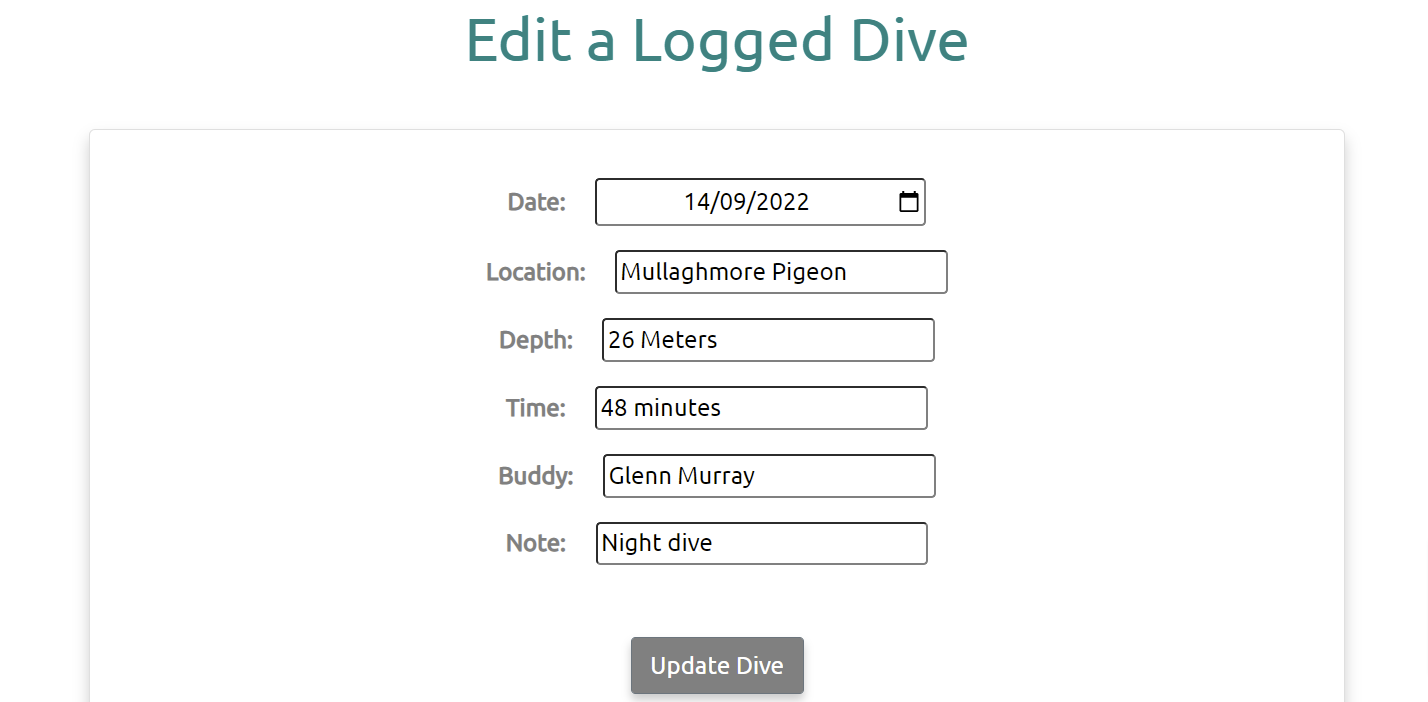 Edit a Logged Dive
Date: 14/09/2022
Location: Mullaghmore Pigeon
Depth: 26 Meters
Time: 48 minutes
Buddy: Glenn Murray
Note: Night dive
Update Dive